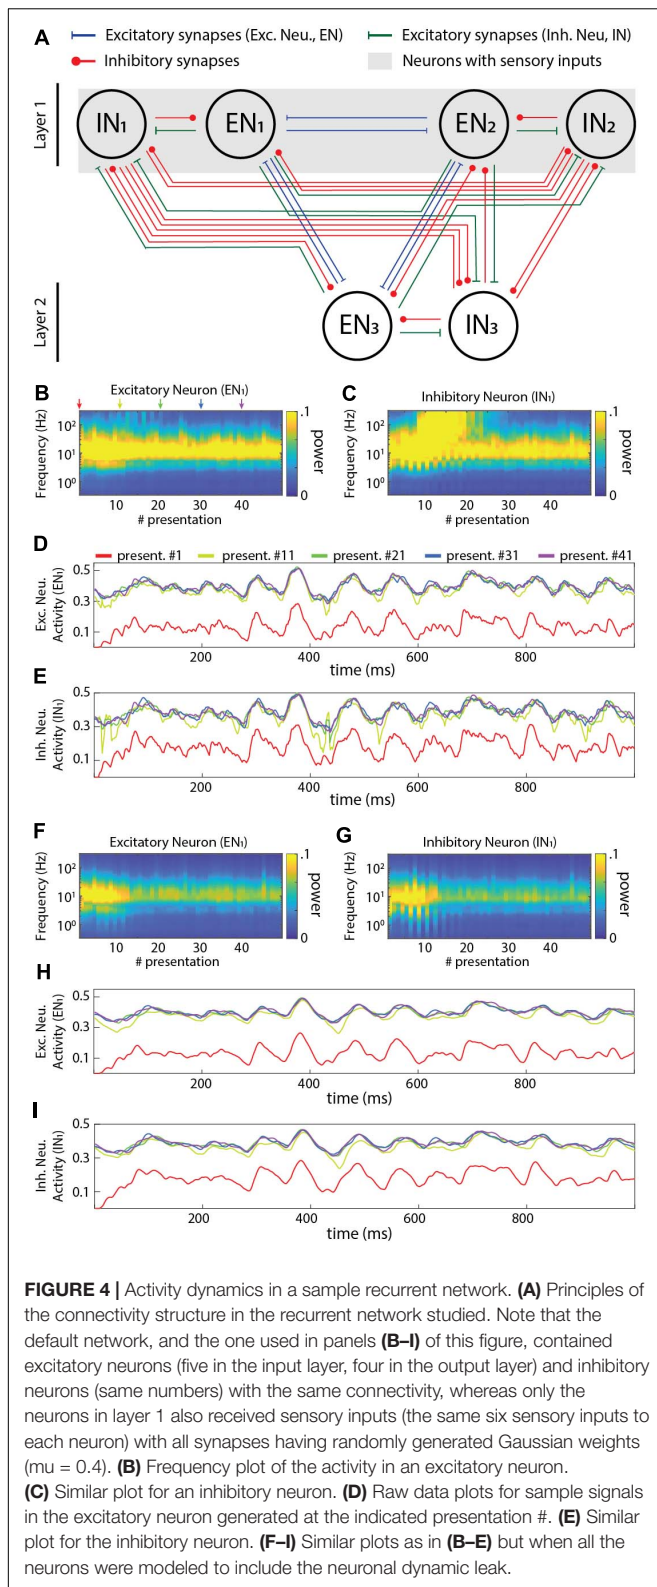 A
Excitatory synapses (Exc. Neu., EN)
Excitatory synapses (Inh. Neu, IN)
Inhibitory synapses
Neurons with sensory inputs
Layer 1
IN₁
EN₁
EN₂
IN₂
Layer 2
EN₃
IN₃
B
Excitatory Neuron (EN₁)
Frequency (Hz)
10²
10¹
10⁰
10 20 30 40
# presentation
.1
power
0
C
Inhibitory Neuron (IN₁)
Frequency (Hz)
10²
10¹
10⁰
10 20 30 40
# presentation
.1
power
0
D
present. #1 present. #11 present. #21 present. #31 present. #41
Exc. Neu.
Activity (EN₁)
0.5
0.3
0.1
200 400 600 800
time (ms)
E
Inh. Neu.
Activity (IN₁)
0.5
0.3
0.1
200 400 600 800
time (ms)
F
Excitatory Neuron (EN₁)
Frequency (Hz)
10²
10¹
10⁰
10 20 30 40
# presentation
.1
power
0
G
Inhibitory Neuron (IN₁)
Frequency (Hz)
10²
10¹
10⁰
10 20 30 40
# presentation
.1
power
0
H
Exc. Neu.
Activity (EN₁)
0.5
0.3
0.1
200 400 600 800
time (ms)
I
Inh. Neu.
Activity (IN₁)
0.5
0.3
0.1
200 400 600 800
time (ms)
FIGURE 4 | Activity dynamics in a sample recurrent network. (A) Principles of
the connectivity structure in the recurrent network studied. Note that the
default network, and the one used in panels (B–I) of this figure, contained
excitatory neurons (five in the input layer, four in the output layer) and inhibitory
neurons (same numbers) with the same connectivity, whereas only the
neurons in layer 1 also received sensory inputs (the same six sensory inputs to
each neuron) with all synapses having randomly generated Gaussian weights
(mu = 0.4). (B) Frequency plot of the activity in an excitatory neuron.
(C) Similar plot for an inhibitory neuron. (D) Raw data plots for sample signals
in the excitatory neuron generated at the indicated presentation #. (E) Similar
plot for the inhibitory neuron. (F–I) Similar plots as in (B–E) but when all the
neurons were modeled to include the neuronal dynamic leak.